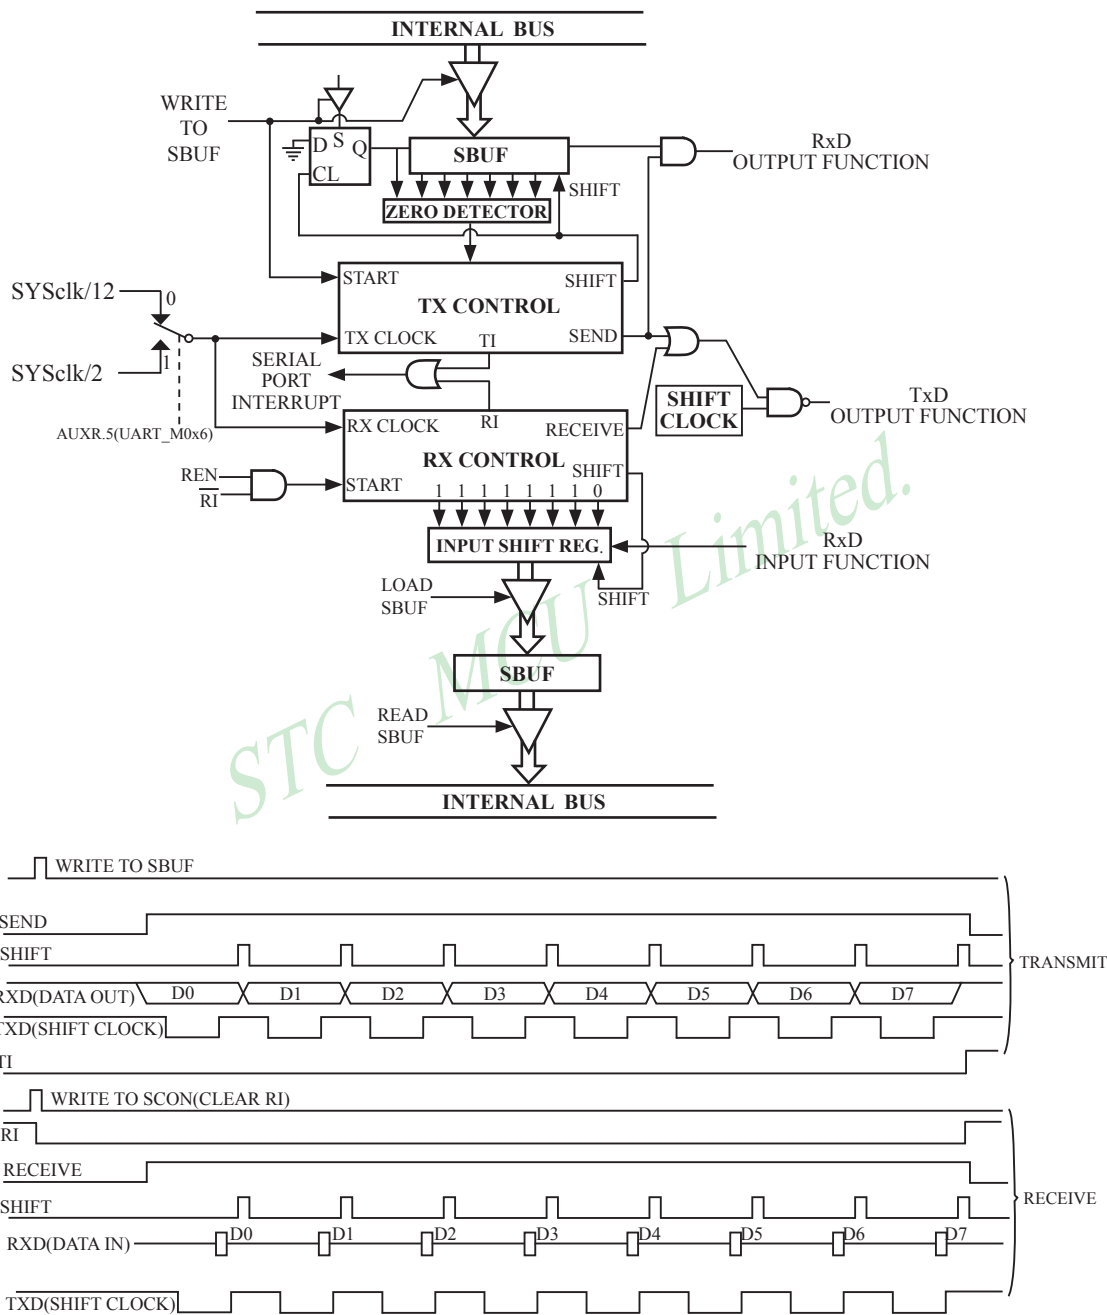 INTERNAL BUS
WRITE
TO
SBUF
D S Q
CL
SBUF
SHIFT
ZERO DETECTOR
RxD
OUTPUT FUNCTION
START
SHIFT
TX CONTROL
TX CLOCK
TI
SEND
SYSclk/12
0
SYSclk/2
1
AUXR.5(UART_M0x6)
SERIAL
PORT
INTERRUPT
SHIFT
CLOCK
TxD
OUTPUT FUNCTION
RX CLOCK
RI
RECEIVE
RX CONTROL
SHIFT
START
1 1 1 1 1 1 1 0
REN
RI
INPUT SHIFT REG.
RxD
INPUT FUNCTION
LOAD
SBUF
SHIFT
SBUF
READ
SBUF
INTERNAL BUS
STC MCU Limited.
WRITE TO SBUF
SEND
SHIFT
RXD(DATA OUT) D0 D1 D2 D3 D4 D5 D6 D7
TXD(SHIFT CLOCK)
TI
TRANSMIT
WRITE TO SCON(CLEAR RI)
RI
RECEIVE
SHIFT
RXD(DATA IN) D0 D1 D2 D3 D4 D5 D6 D7
TXD(SHIFT CLOCK)
RECEIVE